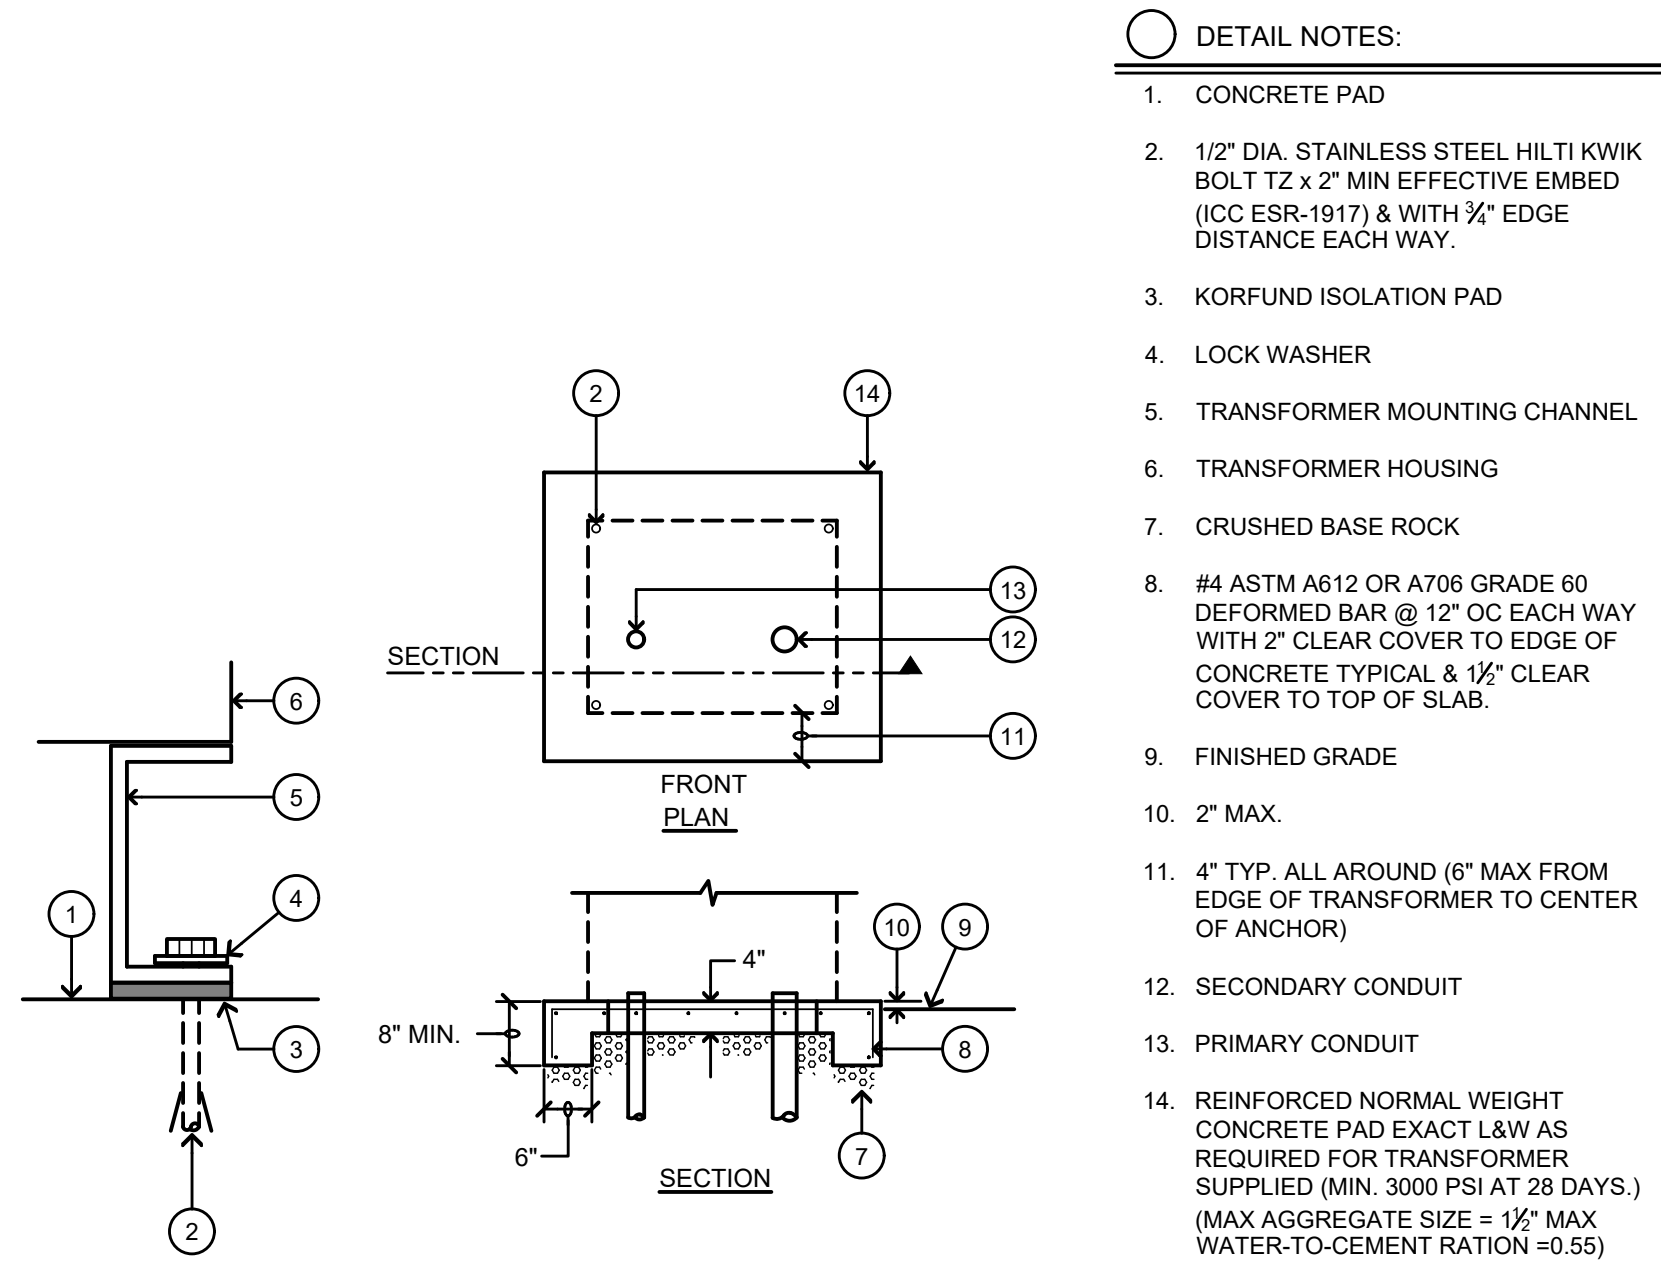 DETAIL NOTES:
1. CONCRETE PAD
2. 1/2" DIA. STAINLESS STEEL HILTI KWIK
BOLT TZ x 2" MIN EFFECTIVE EMBED
(ICC ESR-1917) & WITH 3/4" EDGE
DISTANCE EACH WAY.
3. KORFUND ISOLATION PAD
4. LOCK WASHER
5. TRANSFORMER MOUNTING CHANNEL
6. TRANSFORMER HOUSING
7. CRUSHED BASE ROCK
8. #4 ASTM A612 OR A706 GRADE 60
DEFORMED BAR @ 12" OC EACH WAY
WITH 2" CLEAR COVER TO EDGE OF
CONCRETE TYPICAL & 1 1/2" CLEAR
COVER TO TOP OF SLAB.
9. FINISHED GRADE
10. 2" MAX.
11. 4" TYP. ALL AROUND (6" MAX FROM
EDGE OF TRANSFORMER TO CENTER
OF ANCHOR)
12. SECONDARY CONDUIT
13. PRIMARY CONDUIT
14. REINFORCED NORMAL WEIGHT
CONCRETE PAD EXACT L&W AS
REQUIRED FOR TRANSFORMER
SUPPLIED (MIN. 3000 PSI AT 28 DAYS.)
(MAX AGGREGATE SIZE = 1 1/2" MAX
WATER-TO-CEMENT RATION =0.55)
2
14
13
12
SECTION
11
FRONT
PLAN
6
5
4
1
3
2
10
9
4"
8" MIN.
8
6"
7
SECTION